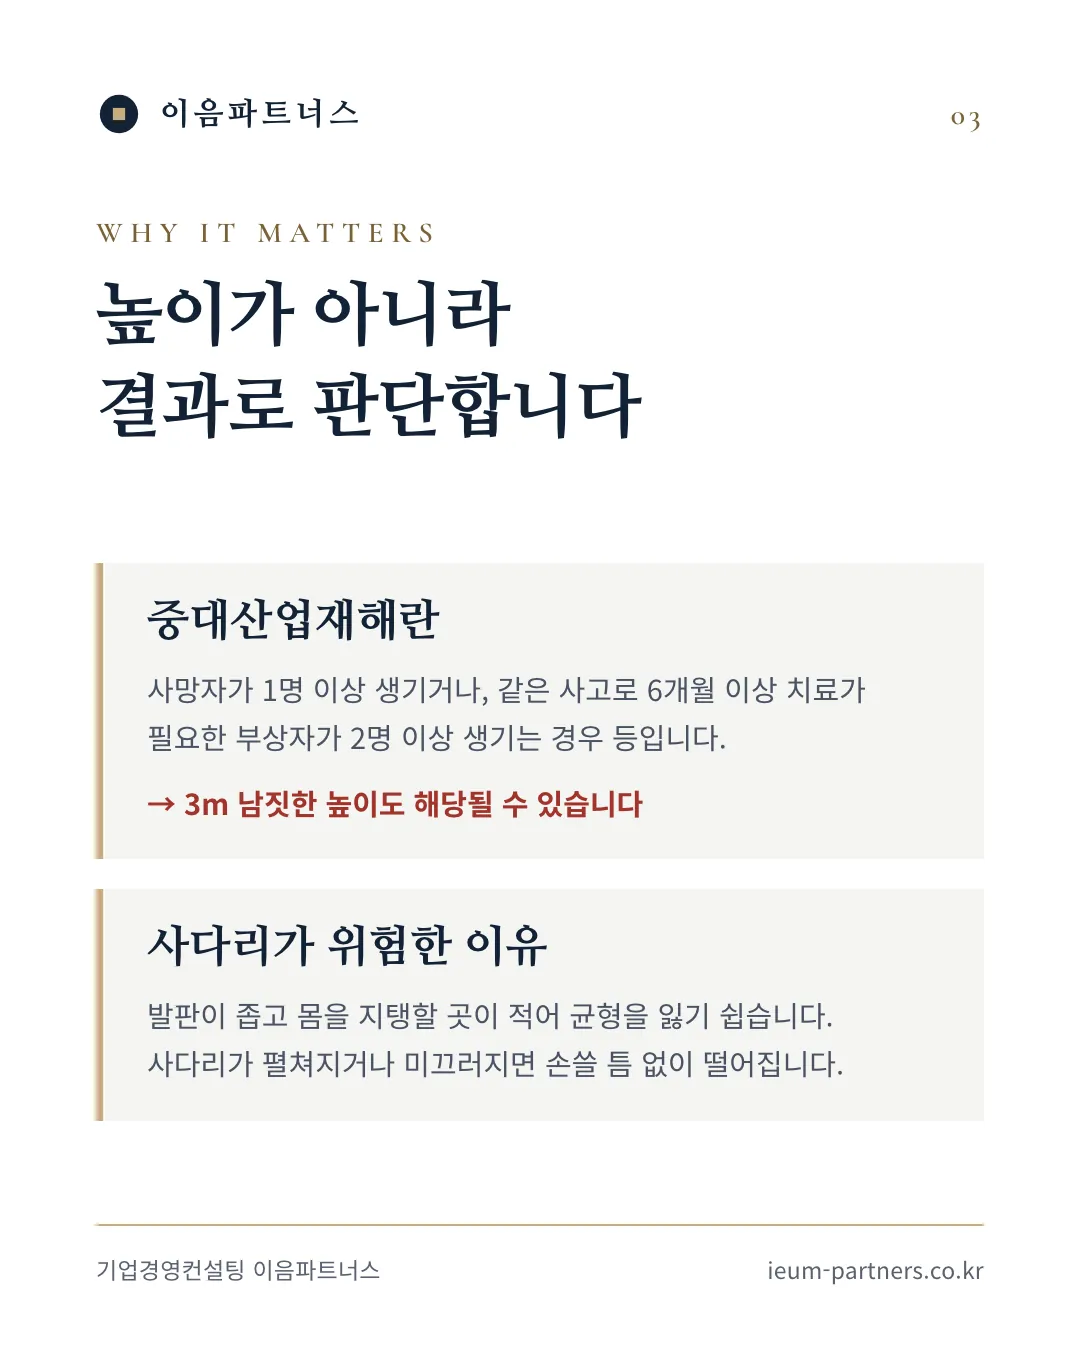 이음파트너스
03
WHY IT MATTERS
높이가 아니라
결과로 판단합니다
중대산업재해란
사망자가 1명 이상 생기거나, 같은 사고로 6개월 이상 치료가
필요한 부상자가 2명 이상 생기는 경우 등입니다.
→ 3m 남짓한 높이도 해당될 수 있습니다
사다리가 위험한 이유
발판이 좁고 몸을 지탱할 곳이 적어 균형을 잃기 쉽습니다.
사다리가 펼쳐지거나 미끄러지면 손쓸 틈 없이 떨어집니다.
기업경영컨설팅 이음파트너스
ieum-partners.co.kr